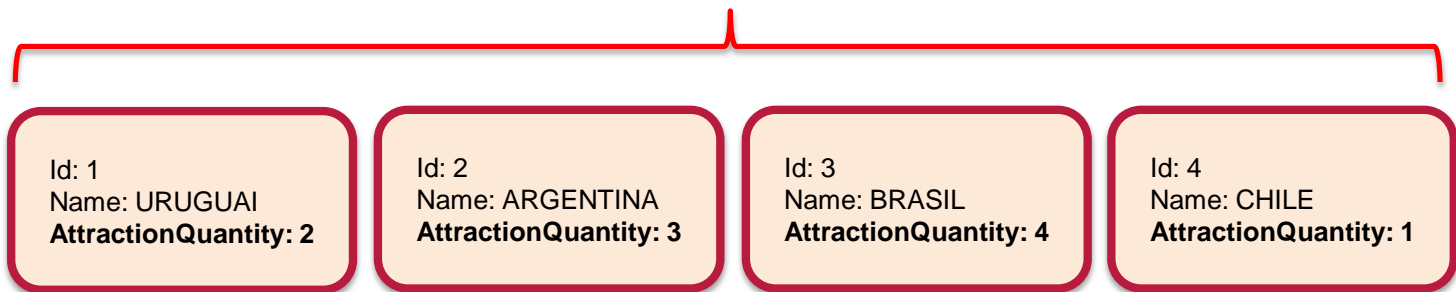 Id: 1
Name: URUGUAI
AttractionQuantity: 2
Id: 2
Name: ARGENTINA
AttractionQuantity: 3
Id: 3
Name: BRASIL
AttractionQuantity: 4
Id: 4
Name: CHILE
AttractionQuantity: 1